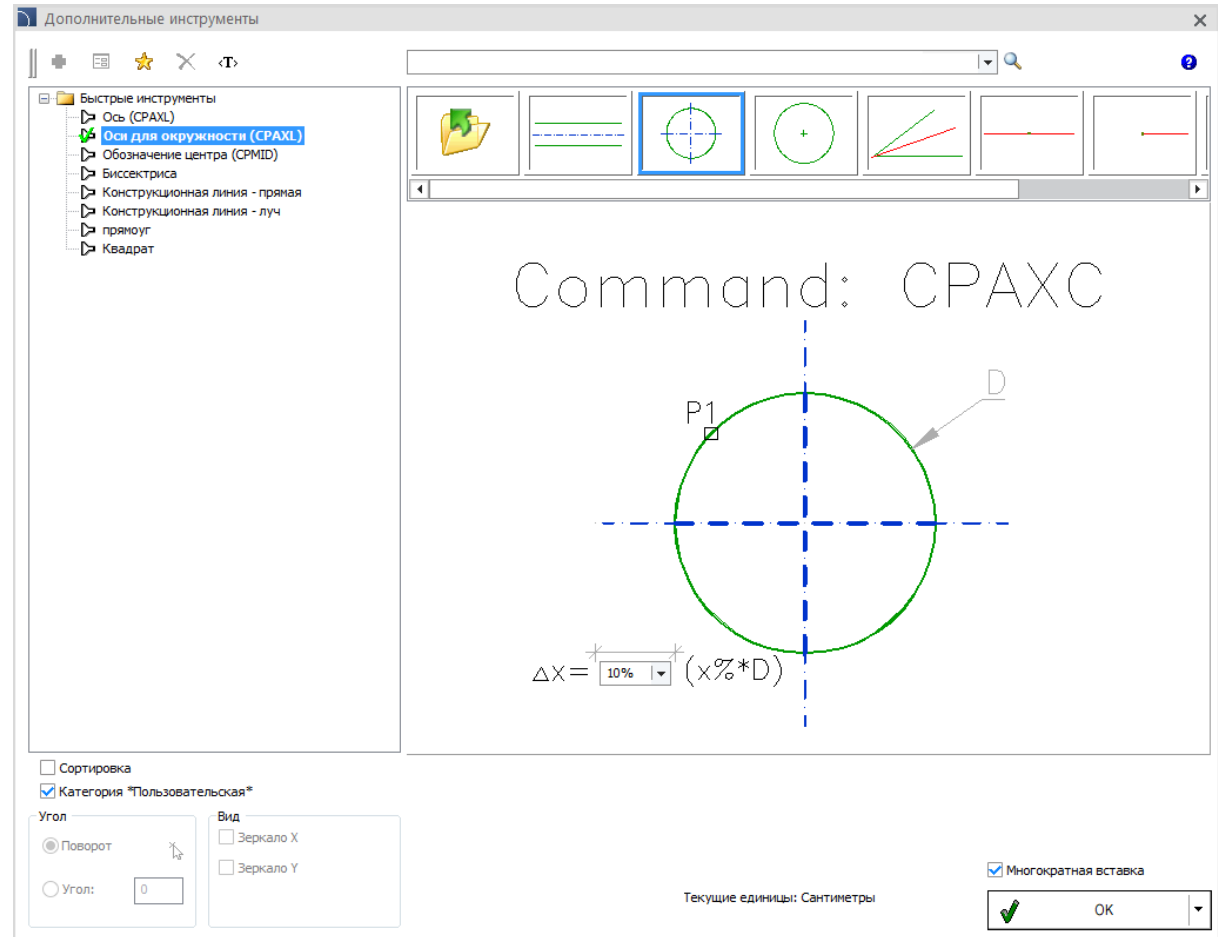 Дополнительные инструменты
<T>
Быстрые инструменты
Ось (CPAXL)
Оси для окружности (CPAXL)
Обозначение центра (CPMID)
Биссектриса
Конструкционная линия - прямая
Конструкционная линия - луч
прямоуг
Квадрат
Command: CPAXC
D
P1
△x= 10% (x%*D)
Сортировка
Категория *Пользовательская*
Угол
Поворот
Угол: 0
Вид
Зеркало X
Зеркало Y
Текущие единицы: Сантиметры
Многократная вставка
OK